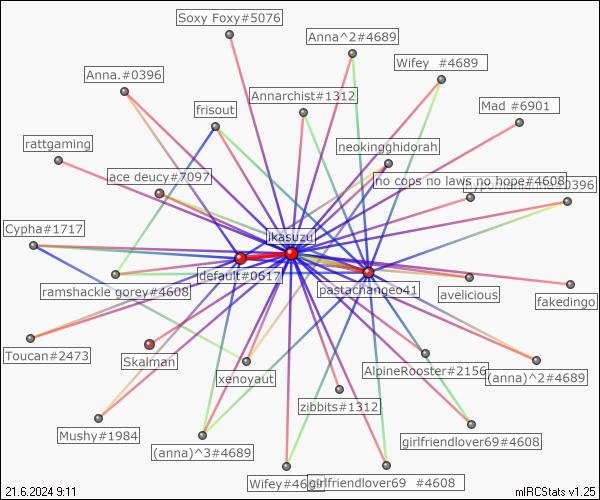 Soxy Foxy#5076
Anna^2#4689
Wifey  #4689
Anna.#0396
Annarchist#1312
Mad #6901
frisout
rattgaming
neokingghidorah
ace deucy#7097
no cops no laws no hope#4608
#0396
Cypha#1717
ikasuzu
default#0617
ramshackle gorey#4608
pastachangeo41
avelicious
fakedingo
Toucan#2473
Skalman
xenoyaut
AlpineRooster#2156
(anna)^2#4689
zibbits#1312
Mushy#1984
(anna)^3#4689
girlfriendlover69#4608
Wifey#46
girlfriendlover69  #4608
21.6.2024 9:11
mIRCStats v1.25